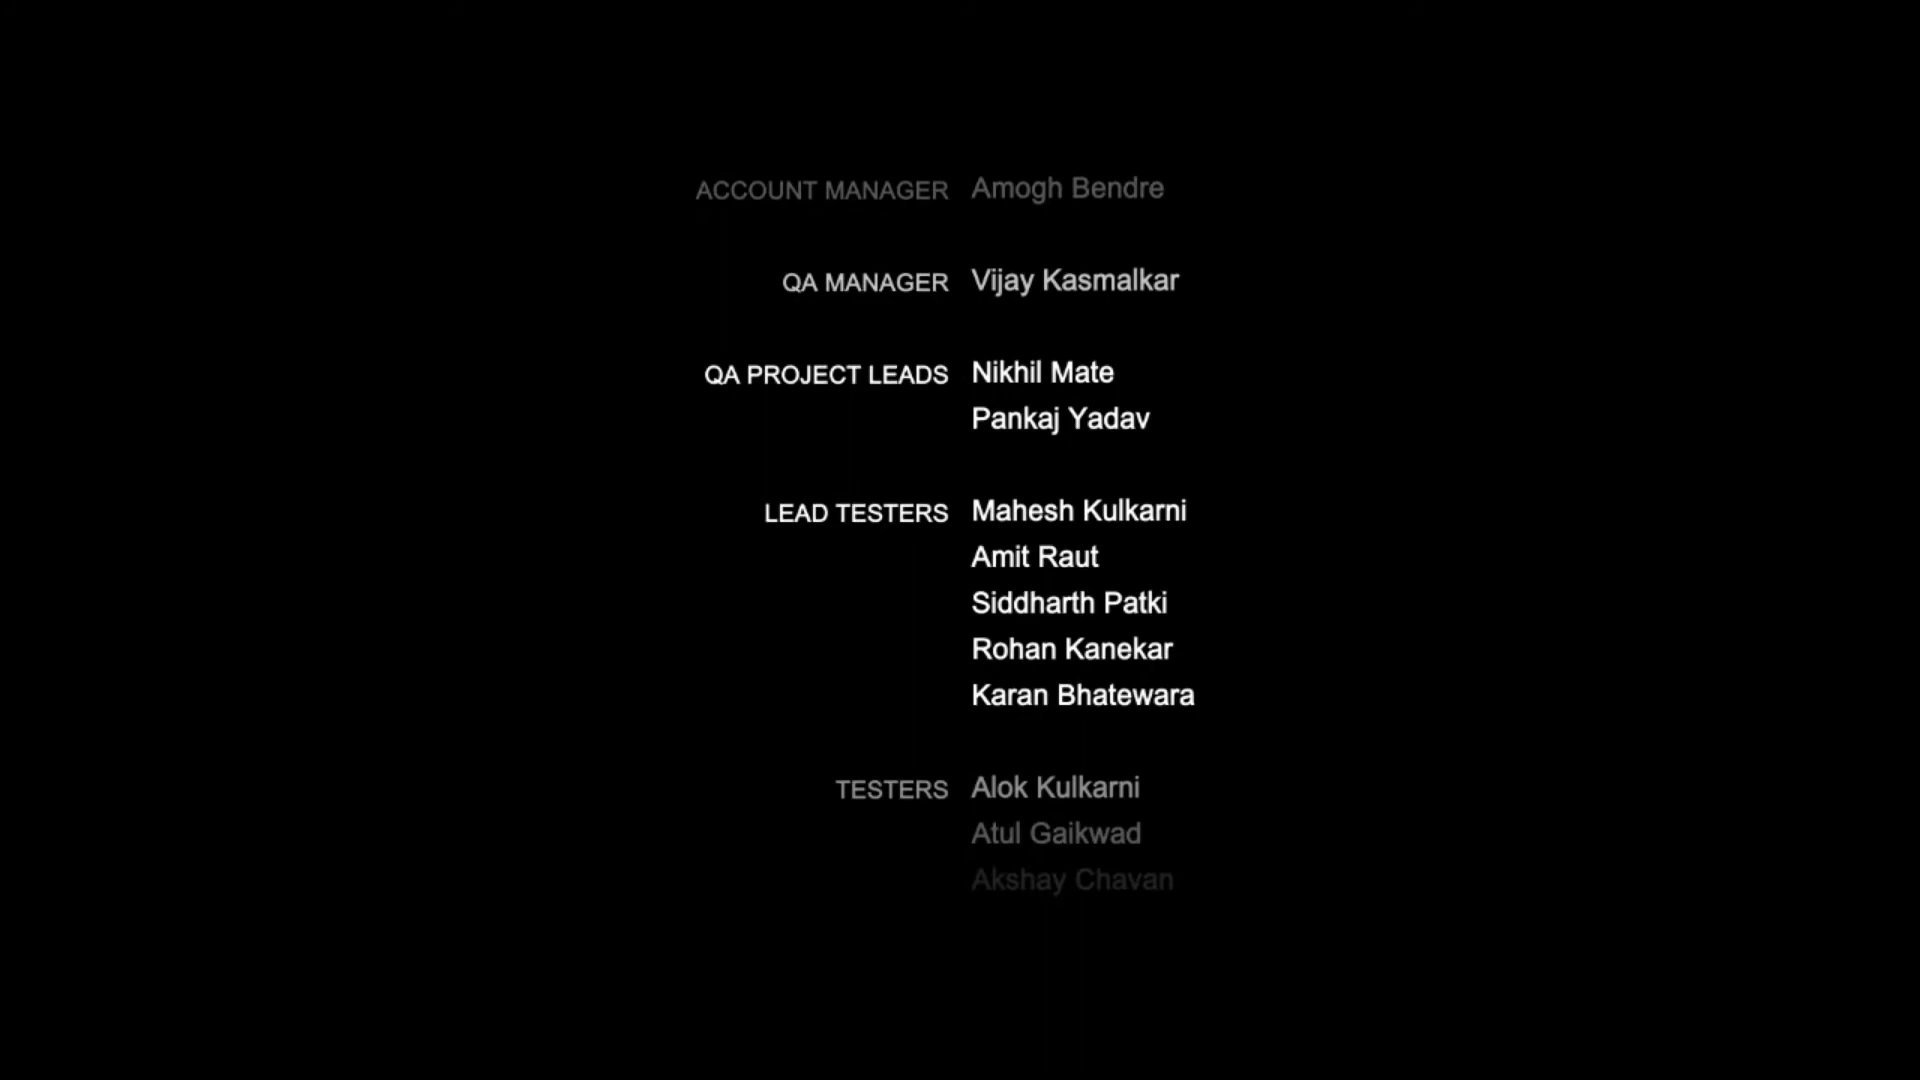 ACCOUNT MANAGER Amogh Bendre
QA MANAGER Vijay Kasmalkar
QA PROJECT LEADS Nikhil Mate
Pankaj Yadav
LEAD TESTERS Mahesh Kulkarni
Amit Raut
Siddharth Patki
Rohan Kanekar
Karan Bhatewara
TESTERS Alok Kulkarni
Atul Gaikwad
Akshay Chavan